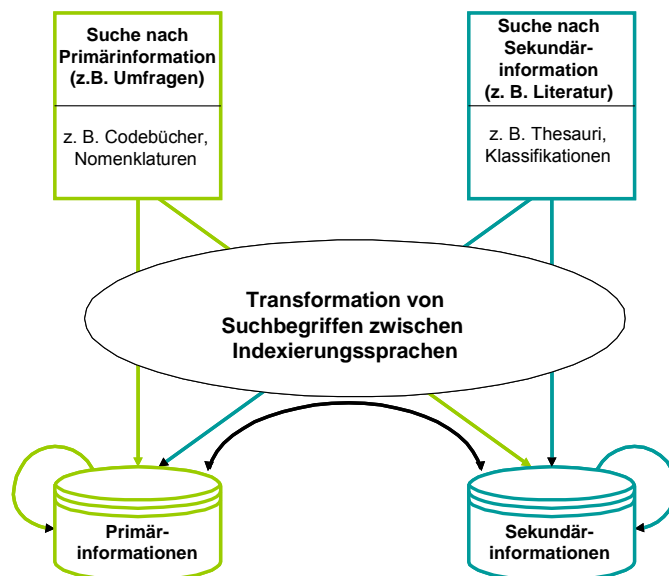 Suche nach
Primärinformation
(z.B. Umfragen)
z. B. Codebücher,
Nomenklaturen
Suche nach
Sekundär-
information
(z. B. Literatur)
z. B. Thesauri,
Klassifikationen
Transformation von
Suchbegriffen zwischen
Indexierungssprachen
Primär-
informationen
Sekundär-
informationen